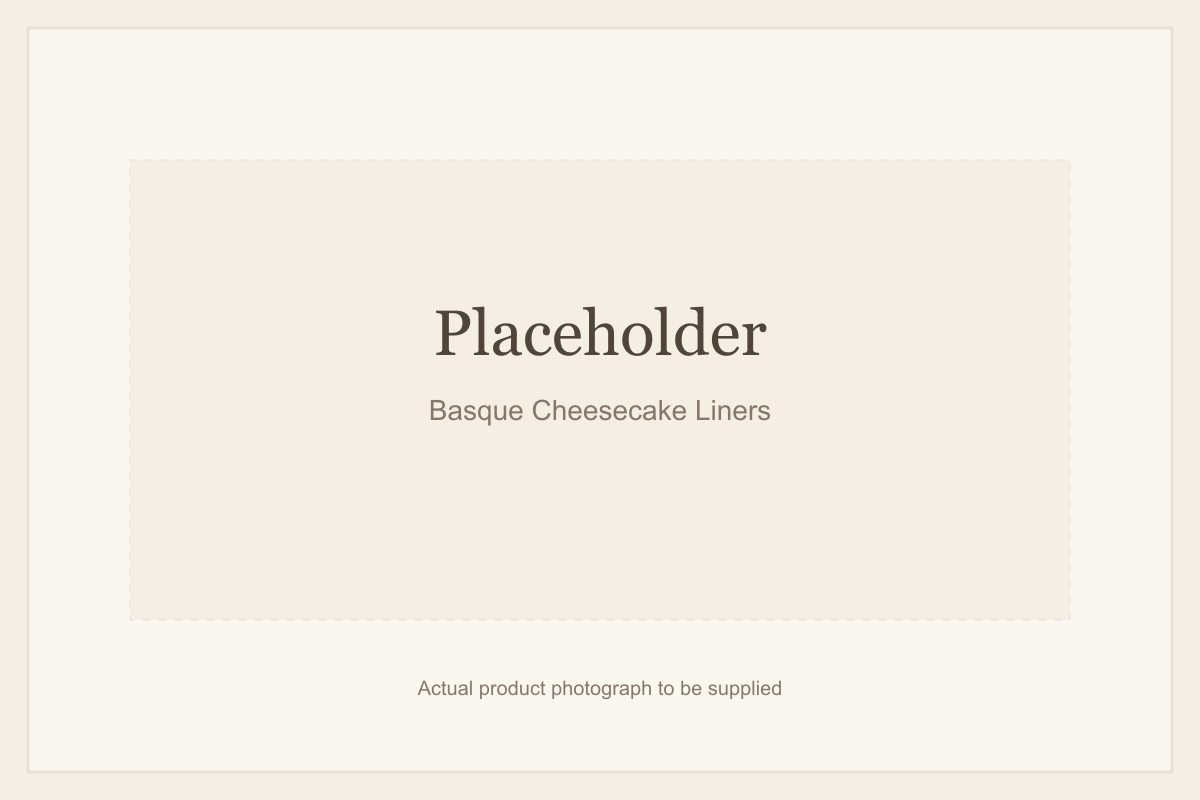 Placeholder
Basque Cheesecake Liners
Actual product photograph to be supplied